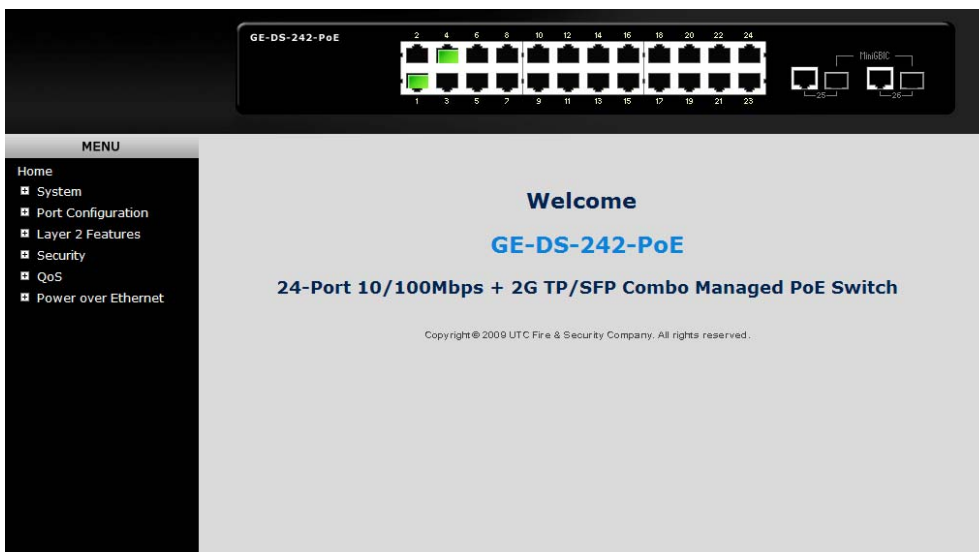 GE-DS-242-PoE
2 4 6 8 10 12 14 16 18 20 22 24
MiniGBIC
25 26
1 3 5 7 9 11 13 15 17 19 21 23
MENU
Home
System
Port Configuration
Layer 2 Features
Security
QoS
Power over Ethernet
Welcome
GE-DS-242-PoE
24-Port 10/100Mbps + 2G TP/SFP Combo Managed PoE Switch
Copyright © 2009 UTC Fire & Security Company. All rights reserved.